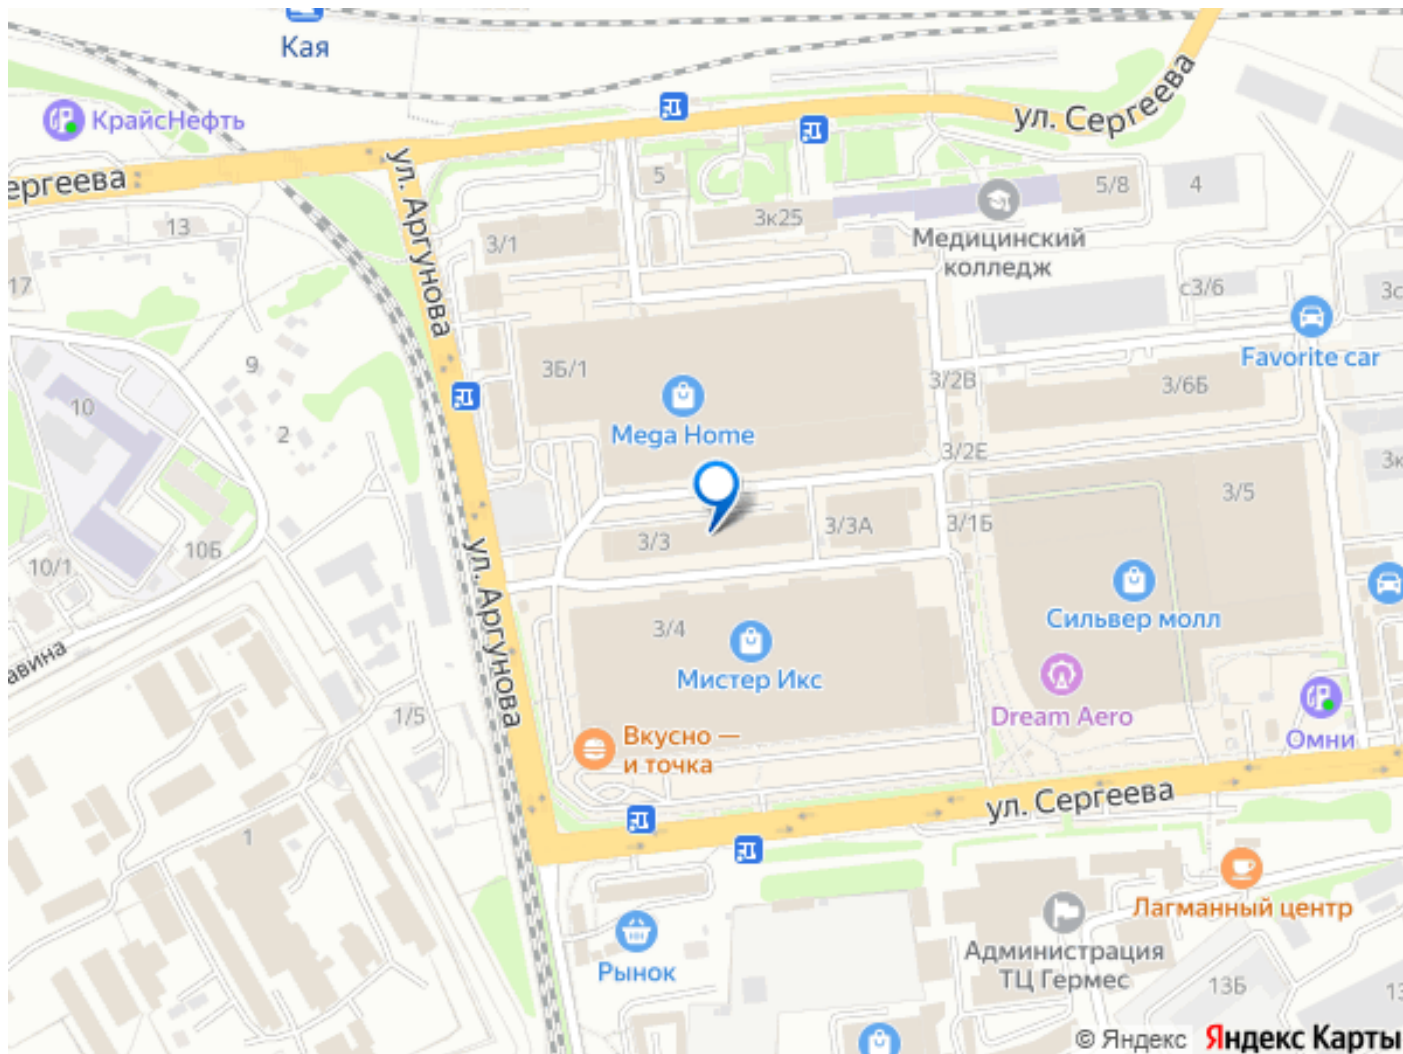 Кая
КрайсНефть
ул. Сергеева
ергеева
ул. Аргунова
5
5/8
4
3к25
13
3/1
Медицинский
колледж
17
с3/6
3с
Favorite car
3Б/1
9
3/2В
3/6Б
10
Mega Home
2
3/2Е
3к
3/5
3/3А
3/1Б
3/3
10Б
10/1
ул. Аргунова
Сильвер молл
3/4
авина
Мистер Икс
1/5
Dream Aero
Вкусно —
и точка
Омни
ул. Сергеева
1
Лагманный центр
Администрация
ТЦ Гермес
Рынок
13Б
13
© Яндекс Яндекс Карты